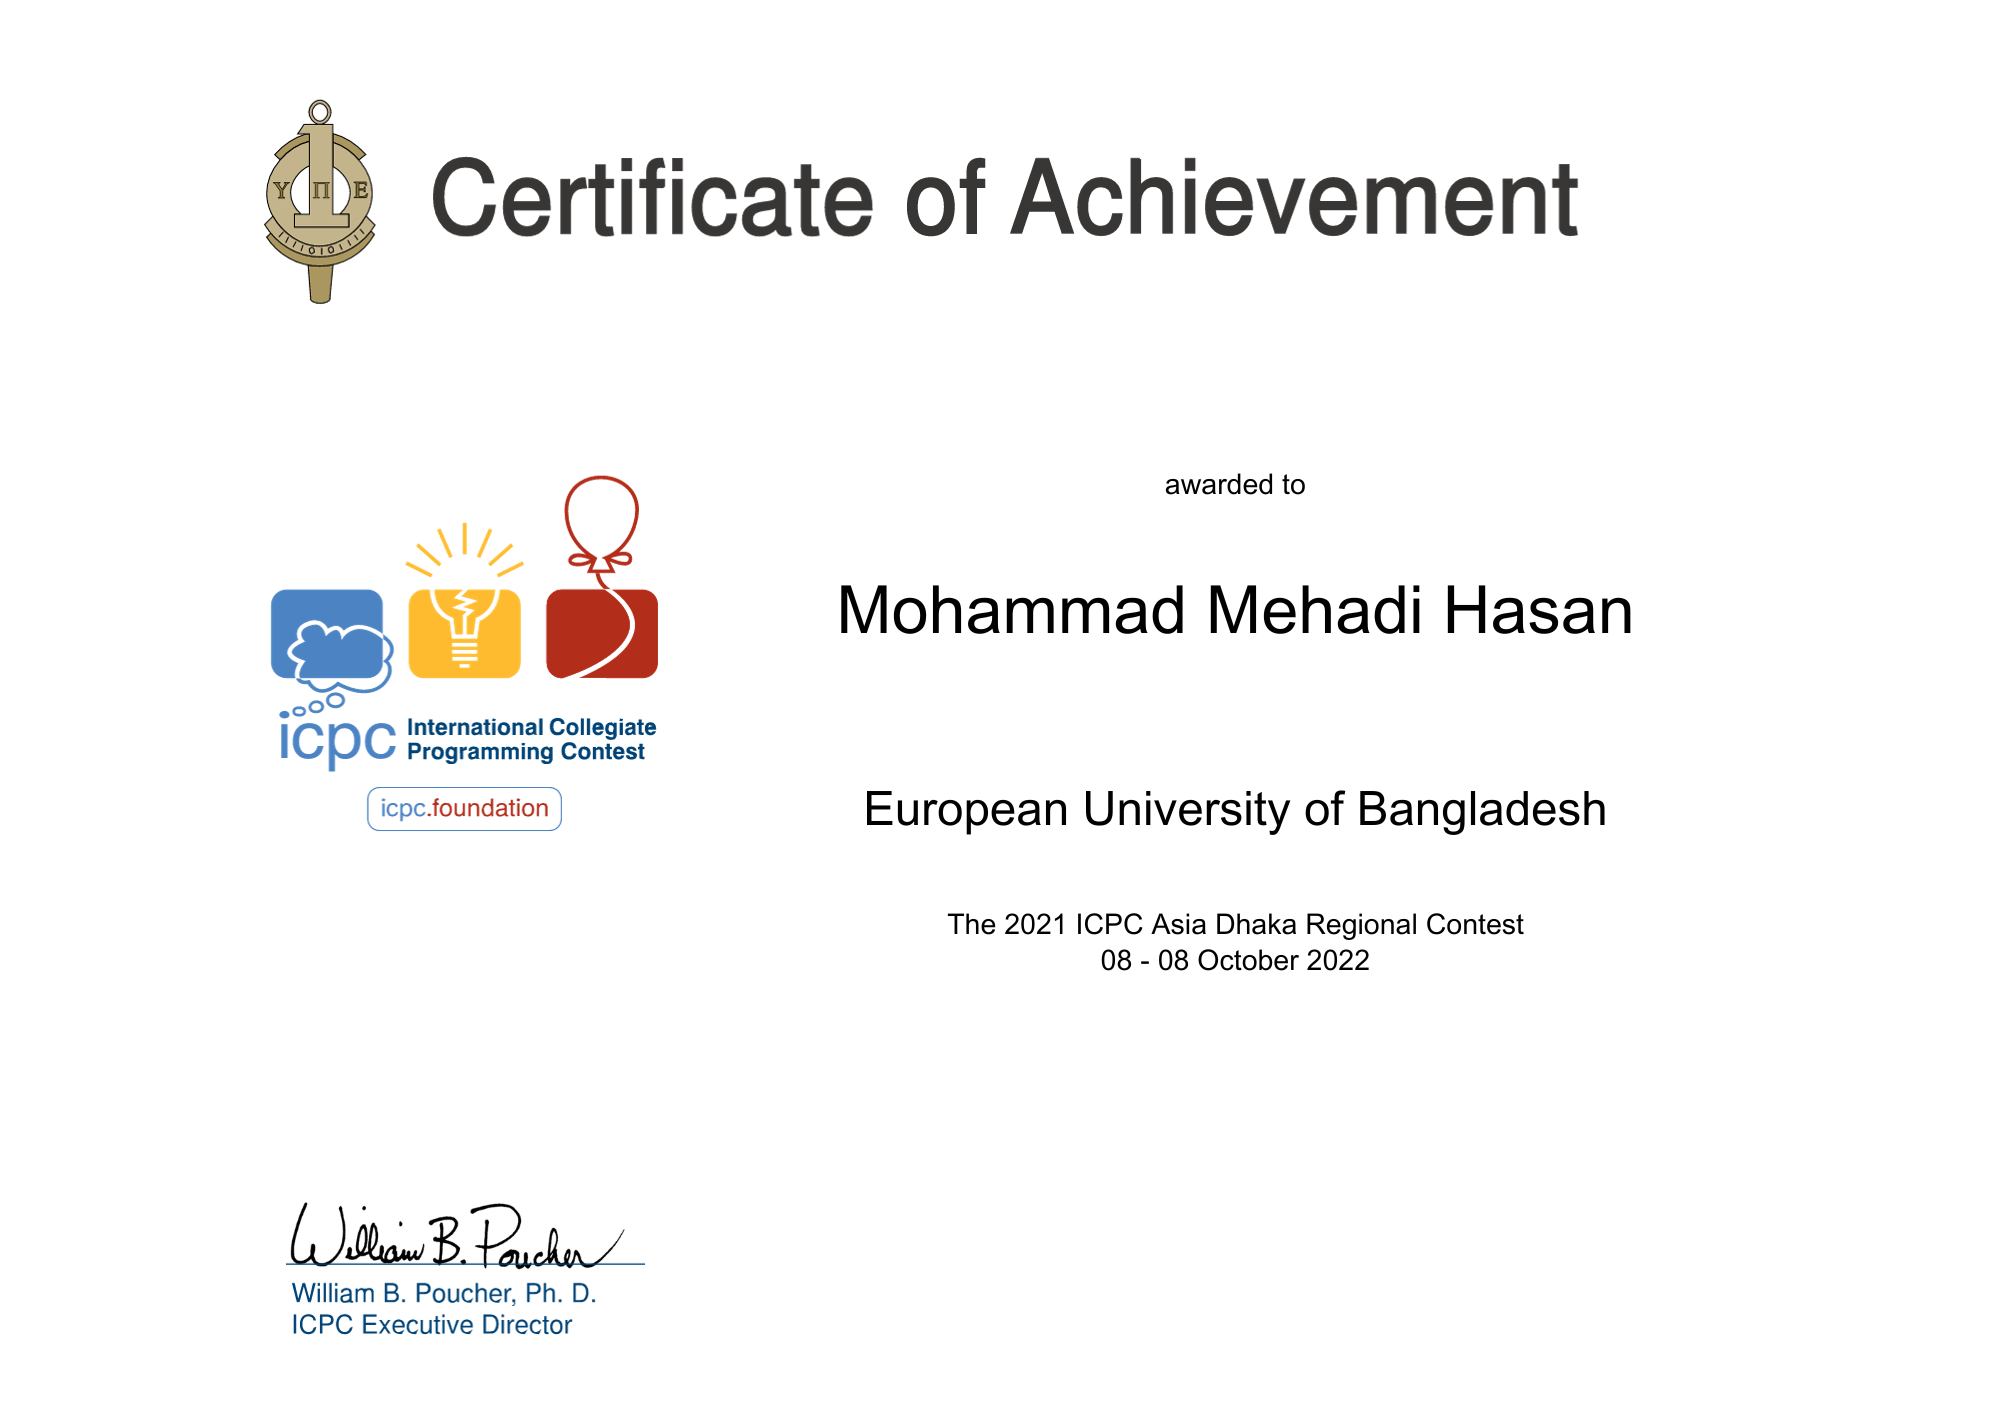 Υ Π Ε
Certificate of Achievement
awarded to
Mohammad Mehadi Hasan
icpc International Collegiate
Programming Contest
icpc.foundation
European University of Bangladesh
The 2021 ICPC Asia Dhaka Regional Contest
08 - 08 October 2022
William B. Poucher
William B. Poucher, Ph. D.
ICPC Executive Director